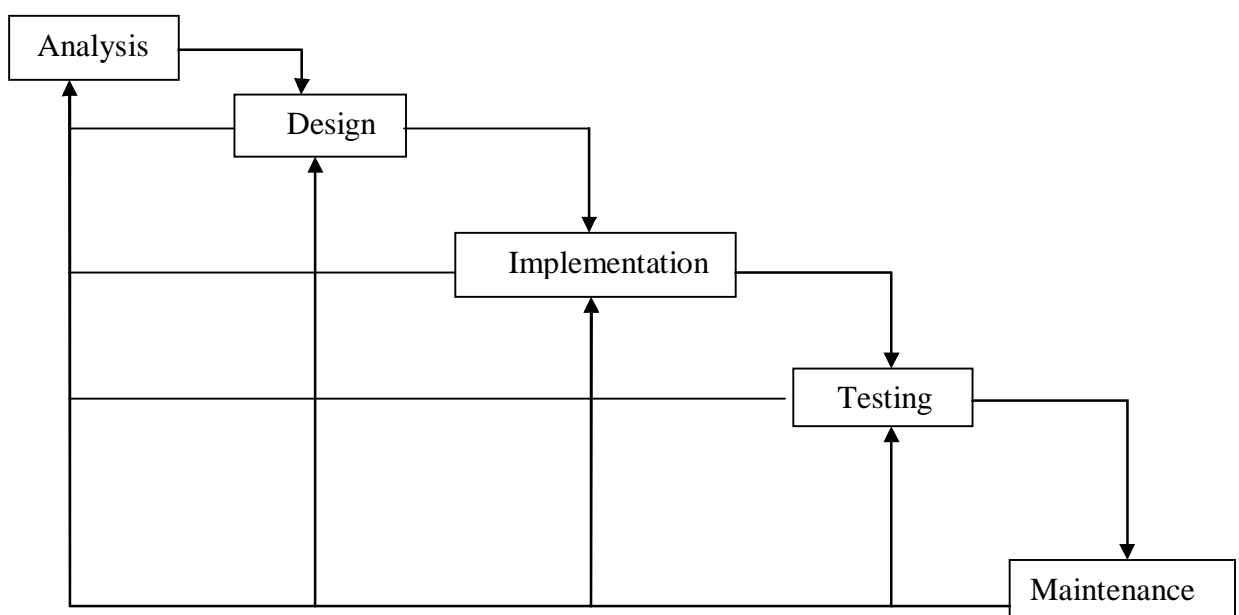 Analysis
Design
Implementation
Testing
Maintenance